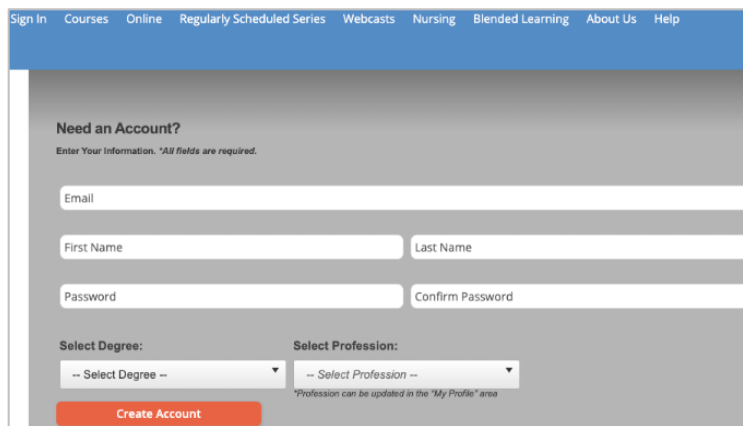 Sign In Courses Online Regularly Scheduled Series Webcasts Nursing Blended Learning About Us Help
Need an Account?
Enter Your Information. *All fields are required.
Email
First Name Last Name
Password Confirm Password
Select Degree: Select Profession:
-- Select Degree -- -- Select Profession --
*Profession can be updated in the "My Profile" area
Create Account